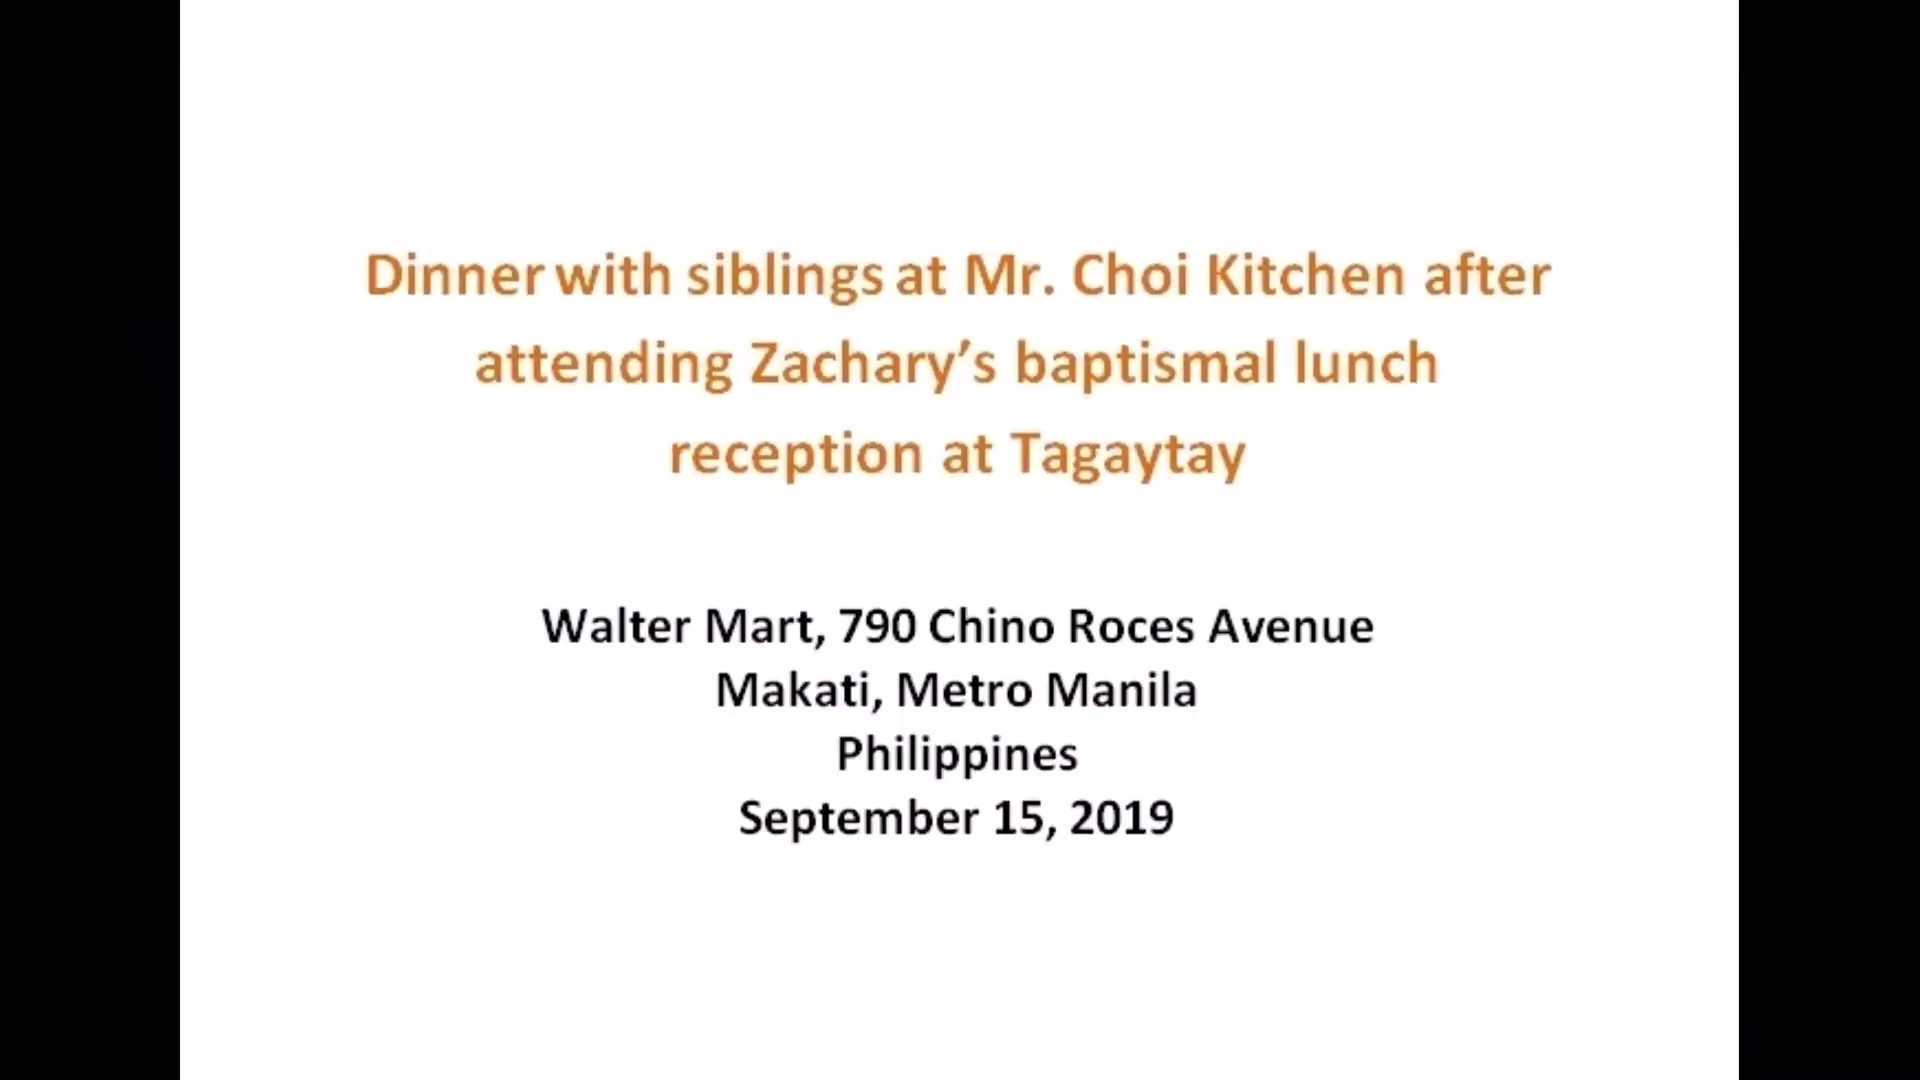 Dinner with siblings at Mr. Choi Kitchen after
attending Zachary’s baptismal lunch
reception at Tagaytay
Walter Mart, 790 Chino Roces Avenue
Makati, Metro Manila
Philippines
September 15, 2019